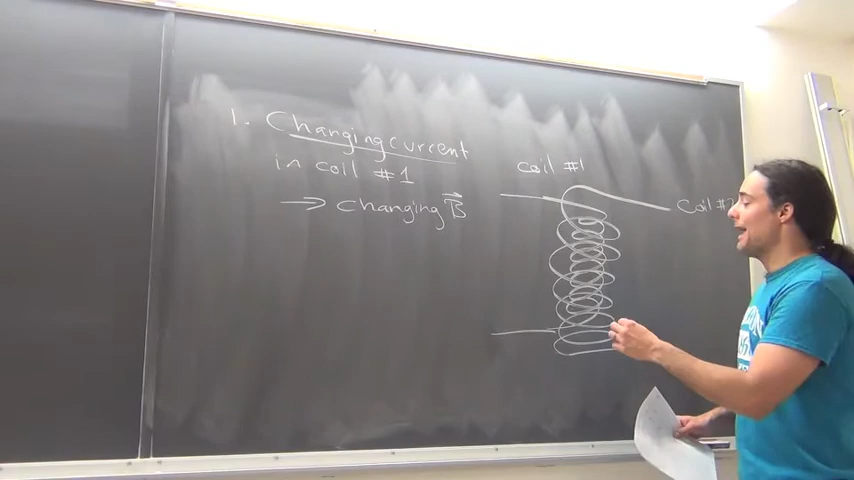 1. Changing current
in coil #1
→ changing B⃗
coil #1
Coil #2